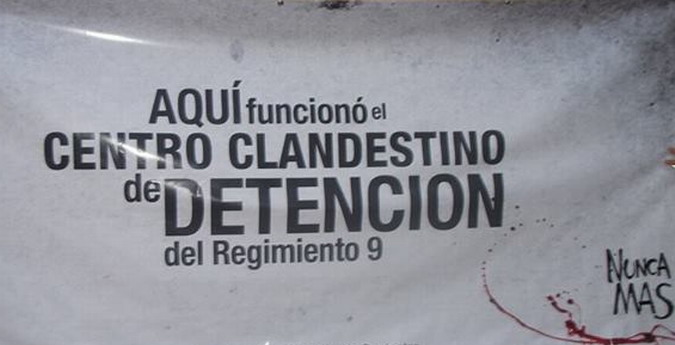 AQUÍ funcionó el
CENTRO CLANDESTINO
de DETENCION
del Regimiento 9
NUNCA
MAS